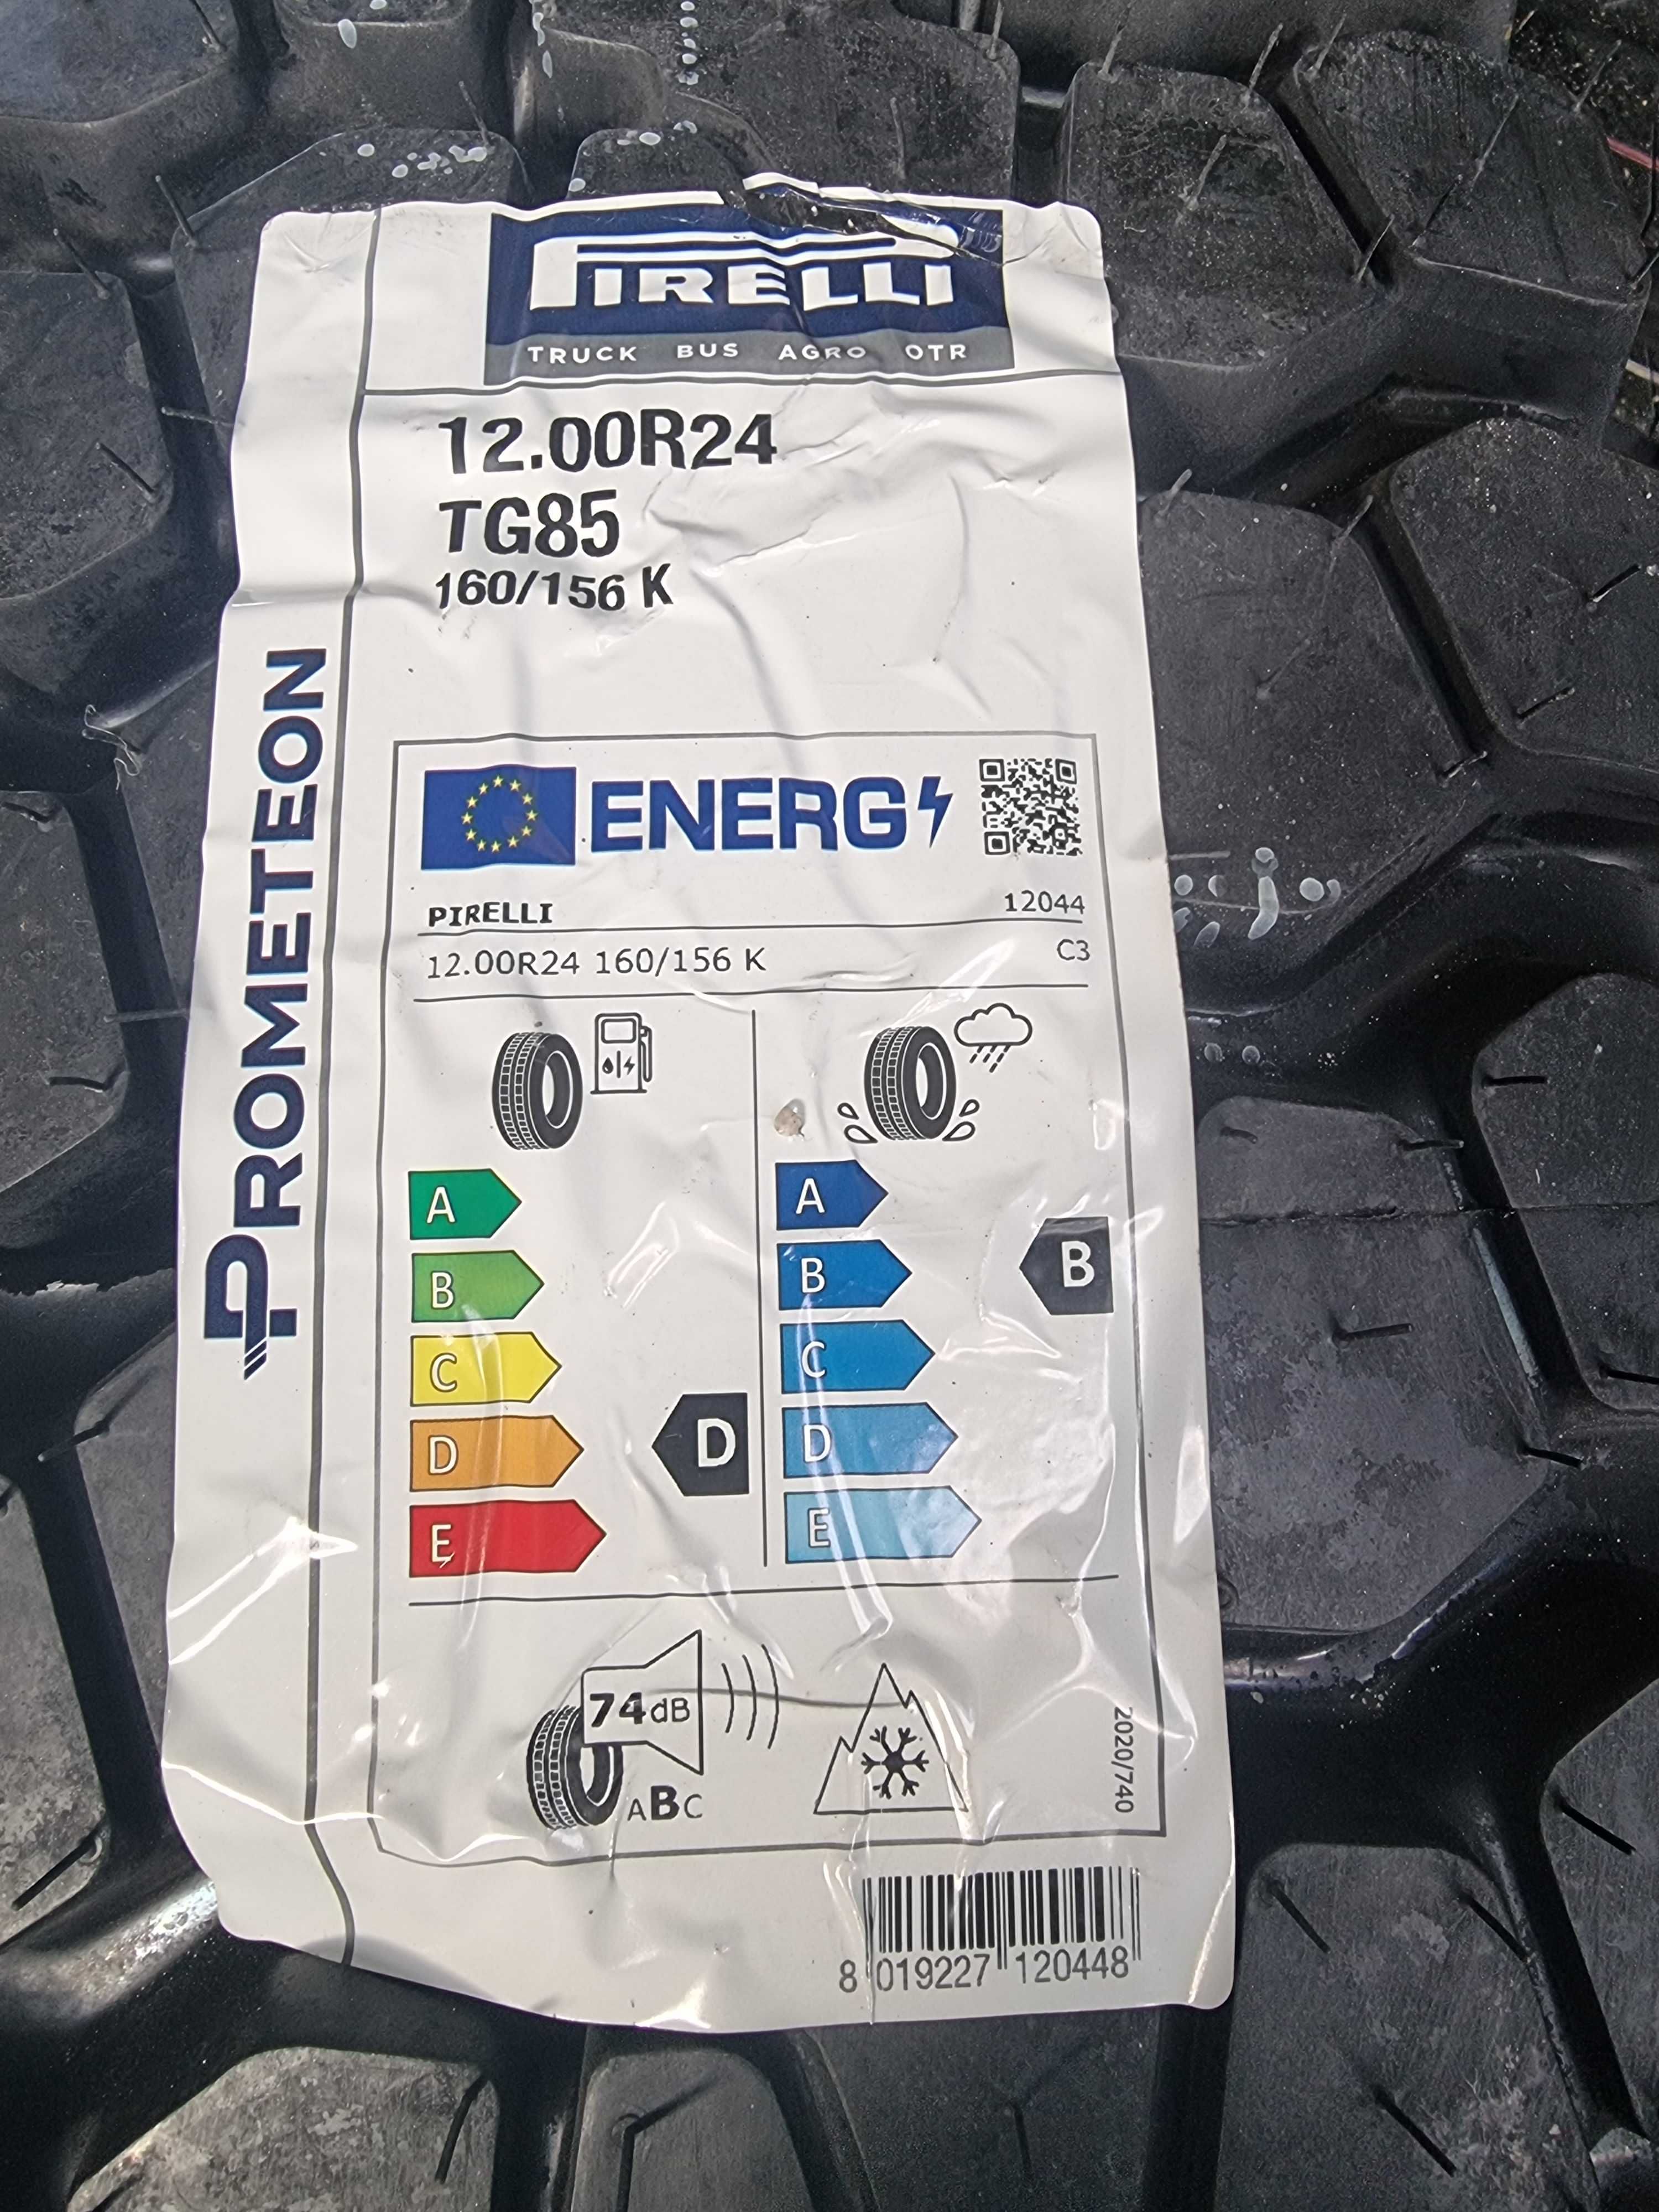 PIRELLI
TRUCK BUS AGRO OTR
12.00R24
TG85
160/156 K
PROMETEON
ENERG
PIRELLI
12044
12.00R24 160/156 K
C3
A
B
C
D
E
D
A
B
C
D
E
B
74dB
ABC
2020/740
8 019227 120448